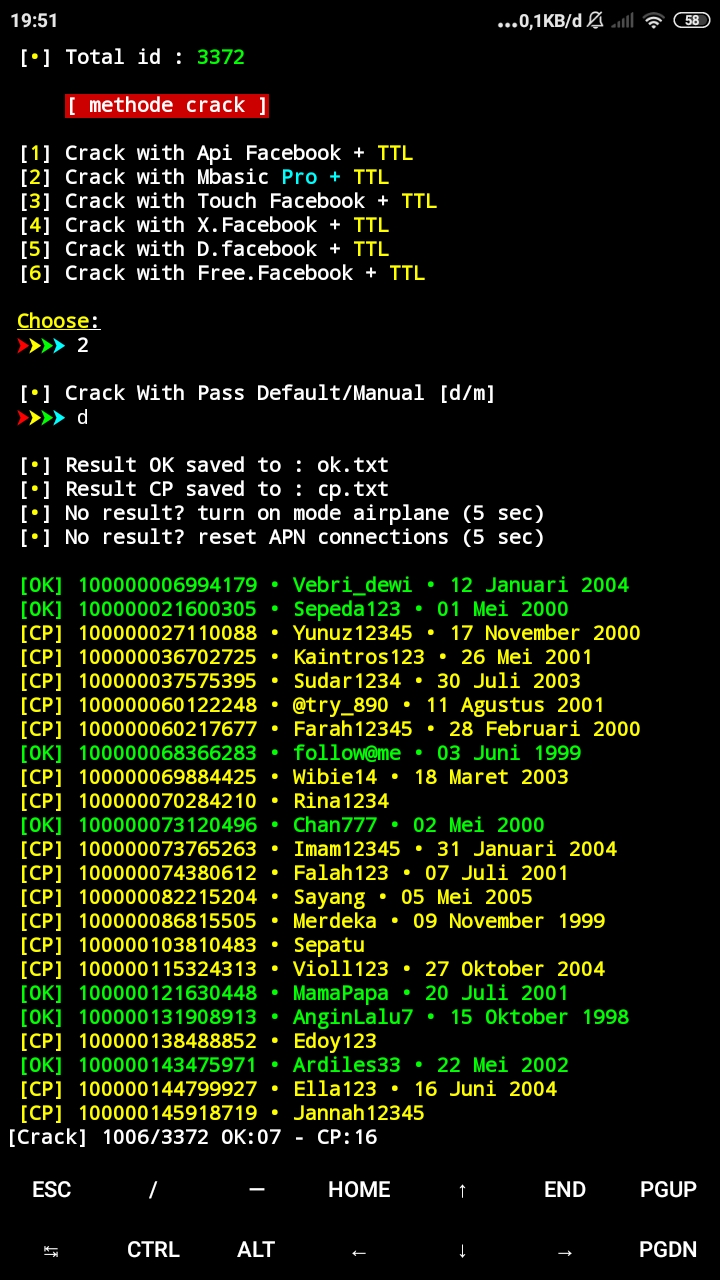 19:51 ...0,1KB/d 58
[•] Total id : 3372
[ methode crack ]
[1] Crack with Api Facebook + TTL
[2] Crack with Mbasic Pro + TTL
[3] Crack with Touch Facebook + TTL
[4] Crack with X.Facebook + TTL
[5] Crack with D.facebook + TTL
[6] Crack with Free.Facebook + TTL
Choose:
➤➤➤➤ 2
[•] Crack With Pass Default/Manual [d/m]
➤➤➤➤ d
[•] Result OK saved to : ok.txt
[•] Result CP saved to : cp.txt
[•] No result? turn on mode airplane (5 sec)
[•] No result? reset APN connections (5 sec)
[OK] 100000006994179 • Vebri_dewi • 12 Januari 2004
[OK] 100000021600305 • Sepeda123 • 01 Mei 2000
[CP] 100000027110088 • Yunuz12345 • 17 November 2000
[CP] 100000036702725 • Kaintros123 • 26 Mei 2001
[CP] 100000037575395 • Sudar1234 • 30 Juli 2003
[CP] 100000060122248 • @try_890 • 11 Agustus 2001
[CP] 100000060217677 • Farah12345 • 28 Februari 2000
[OK] 100000068366283 • follow@me • 03 Juni 1999
[CP] 100000069884425 • Wibie14 • 18 Maret 2003
[CP] 100000070284210 • Rina1234
[OK] 100000073120496 • Chan777 • 02 Mei 2000
[CP] 100000073765263 • Imam12345 • 31 Januari 2004
[CP] 100000074380612 • Falah123 • 07 Juli 2001
[CP] 100000082215204 • Sayang • 05 Mei 2005
[CP] 100000086815505 • Merdeka • 09 November 1999
[CP] 100000103810483 • Sepatu
[CP] 100000115324313 • Violl123 • 27 Oktober 2004
[OK] 100000121630448 • MamaPapa • 20 Juli 2001
[OK] 100000131908913 • AnginLalu7 • 15 Oktober 1998
[CP] 100000138488852 • Edoy123
[OK] 100000143475971 • Ardiles33 • 22 Mei 2002
[CP] 100000144799927 • Ella123 • 16 Juni 2004
[CP] 100000145918719 • Jannah12345
[Crack] 1006/3372 OK:07 - CP:16
ESC / — HOME ↑ END PGUP
↹ CTRL ALT ← ↓ → PGDN